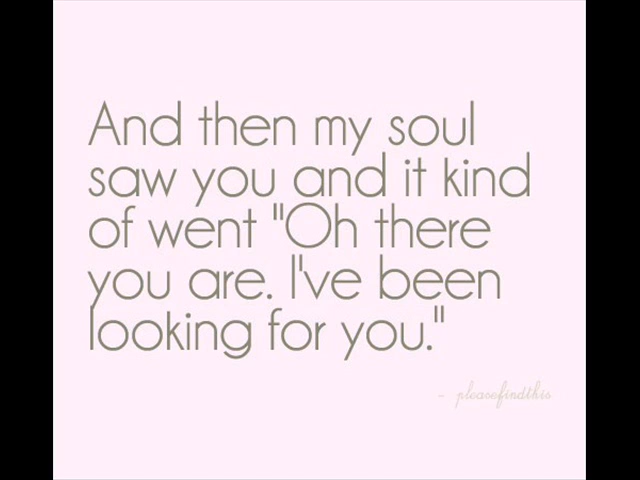 And then my soul
saw you and it kind
of went "Oh there
you are. I've been
looking for you."
- pleasefindthis